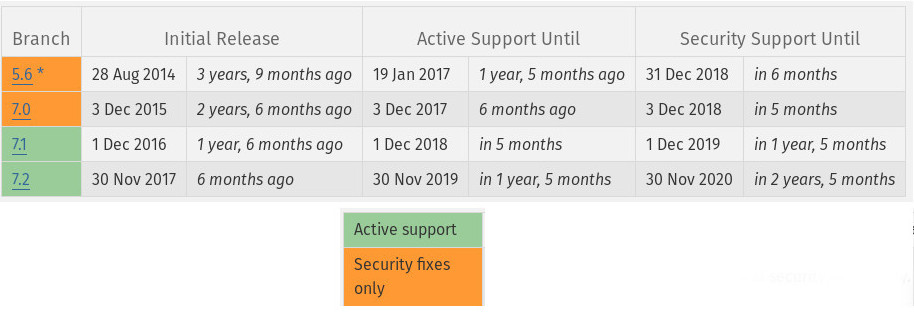 Branch Initial Release Active Support Until Security Support Until
5.6 * 28 Aug 2014 3 years, 9 months ago 19 Jan 2017 1 year, 5 months ago 31 Dec 2018 in 6 months
7.0 3 Dec 2015 2 years, 6 months ago 3 Dec 2017 6 months ago 3 Dec 2018 in 5 months
7.1 1 Dec 2016 1 year, 6 months ago 1 Dec 2018 in 5 months 1 Dec 2019 in 1 year, 5 months
7.2 30 Nov 2017 6 months ago 30 Nov 2019 in 1 year, 5 months 30 Nov 2020 in 2 years, 5 months
Active support
Security fixes
only